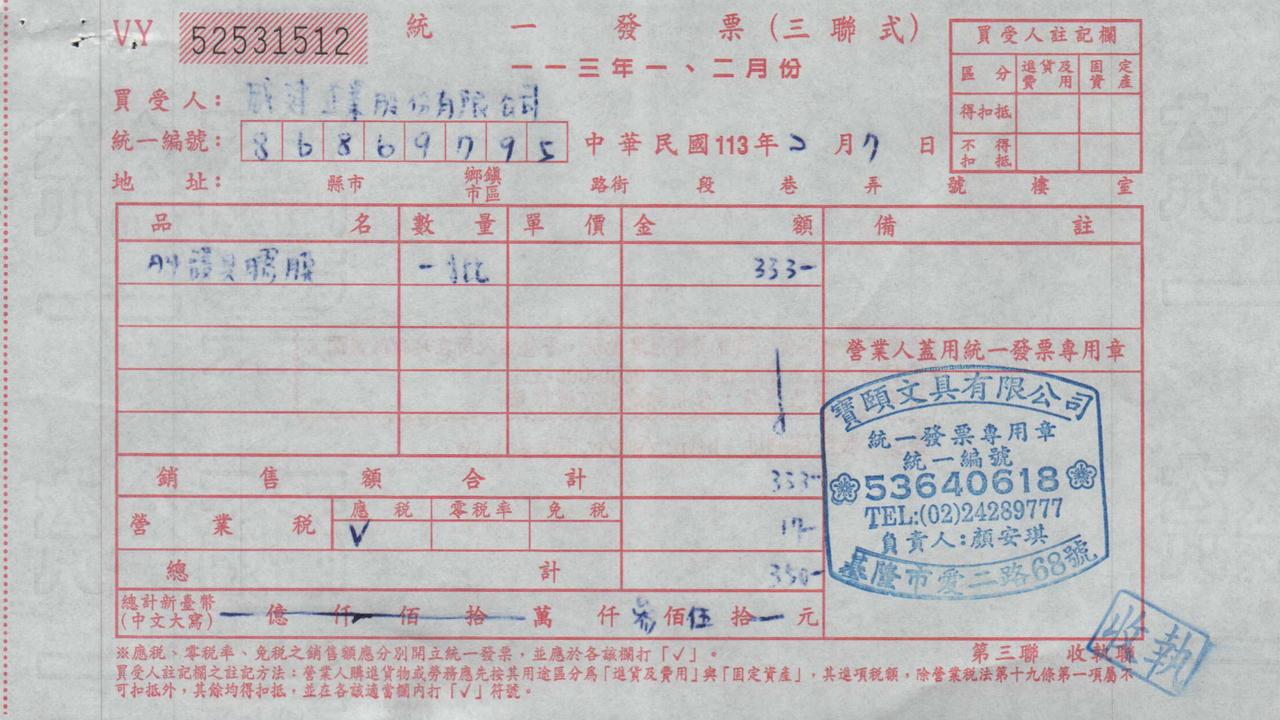 VY 52531512
統一發票(三聯式)
一一三年一、二月份
買受人註記欄
區分 進貨及費用 固定資產
得扣抵
不得扣抵
買受人: 股份有限公司
統一編號: 86869795 中華民國113年2月7日
地址: 縣市 鄉鎮市區 路街 段 巷 弄 號 樓 室
品名 數量 單價 金額 備註
一批 333-
營業人蓋用統一發票專用章
寶頤文具有限公司
統一發票專用章
統一編號
53640618
TEL:(02)24289777
負責人:顏安琪
基隆市愛二路68號
銷售額合計 333-
營業稅 應稅 零稅率 免稅 17-
V
總計 350-
總計新臺幣(中文大寫) 億仟佰拾萬仟參佰伍拾元
※應稅、零稅率、免稅之銷售額應分別開立統一發票,並應於各該欄打「✓」。
第三聯 收執聯
收執
買受人註記欄之註記方法:營業人購進貨物或勞務應先按其用途區分為「進貨及費用」與「固定資產」,其進項稅額,除營業稅法第十九條第一項屬不
可扣抵外,其餘均得扣抵,並在各該適當欄內打「✓」符號。